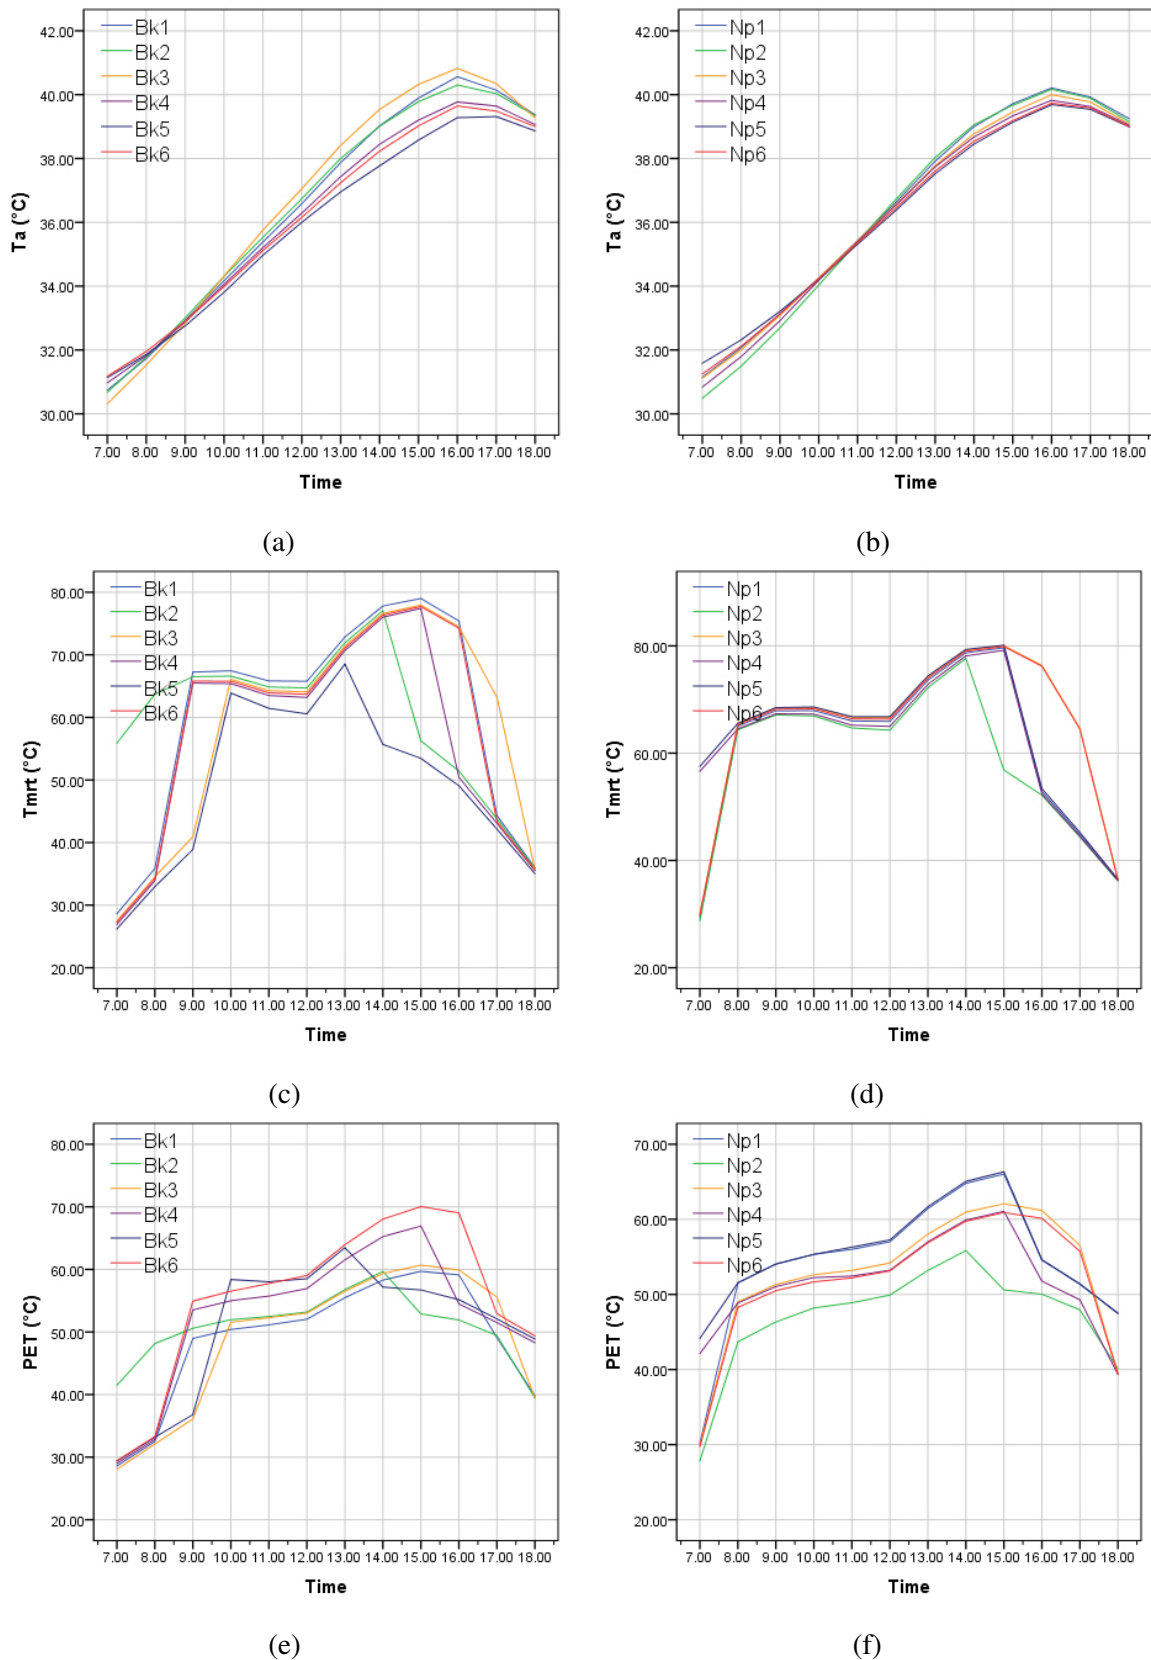 42.00
40.00
38.00
36.00
34.00
32.00
30.00
Ta (°C)
Bk1
Bk2
Bk3
Bk4
Bk5
Bk6
7.00 8.00 9.00 10.00 11.00 12.00 13.00 14.00 15.00 16.00 17.00 18.00
Time
(a)
42.00
40.00
38.00
36.00
34.00
32.00
30.00
Ta (°C)
Np1
Np2
Np3
Np4
Np5
Np6
7.00 8.00 9.00 10.00 11.00 12.00 13.00 14.00 15.00 16.00 17.00 18.00
Time
(b)
80.00
70.00
60.00
50.00
40.00
30.00
20.00
Tmrt (°C)
Bk1
Bk2
Bk3
Bk4
Bk5
Bk6
7.00 8.00 9.00 10.00 11.00 12.00 13.00 14.00 15.00 16.00 17.00 18.00
Time
(c)
80.00
60.00
40.00
20.00
Tmrt (°C)
Np1
Np2
Np3
Np4
Np5
Np6
7.00 8.00 9.00 10.00 11.00 12.00 13.00 14.00 15.00 16.00 17.00 18.00
Time
(d)
80.00
70.00
60.00
50.00
40.00
30.00
20.00
PET (°C)
Bk1
Bk2
Bk3
Bk4
Bk5
Bk6
7.00 8.00 9.00 10.00 11.00 12.00 13.00 14.00 15.00 16.00 17.00 18.00
Time
(e)
70.00
60.00
50.00
40.00
30.00
20.00
PET (°C)
Np1
Np2
Np3
Np4
Np5
Np6
7.00 8.00 9.00 10.00 11.00 12.00 13.00 14.00 15.00 16.00 17.00 18.00
Time
(f)